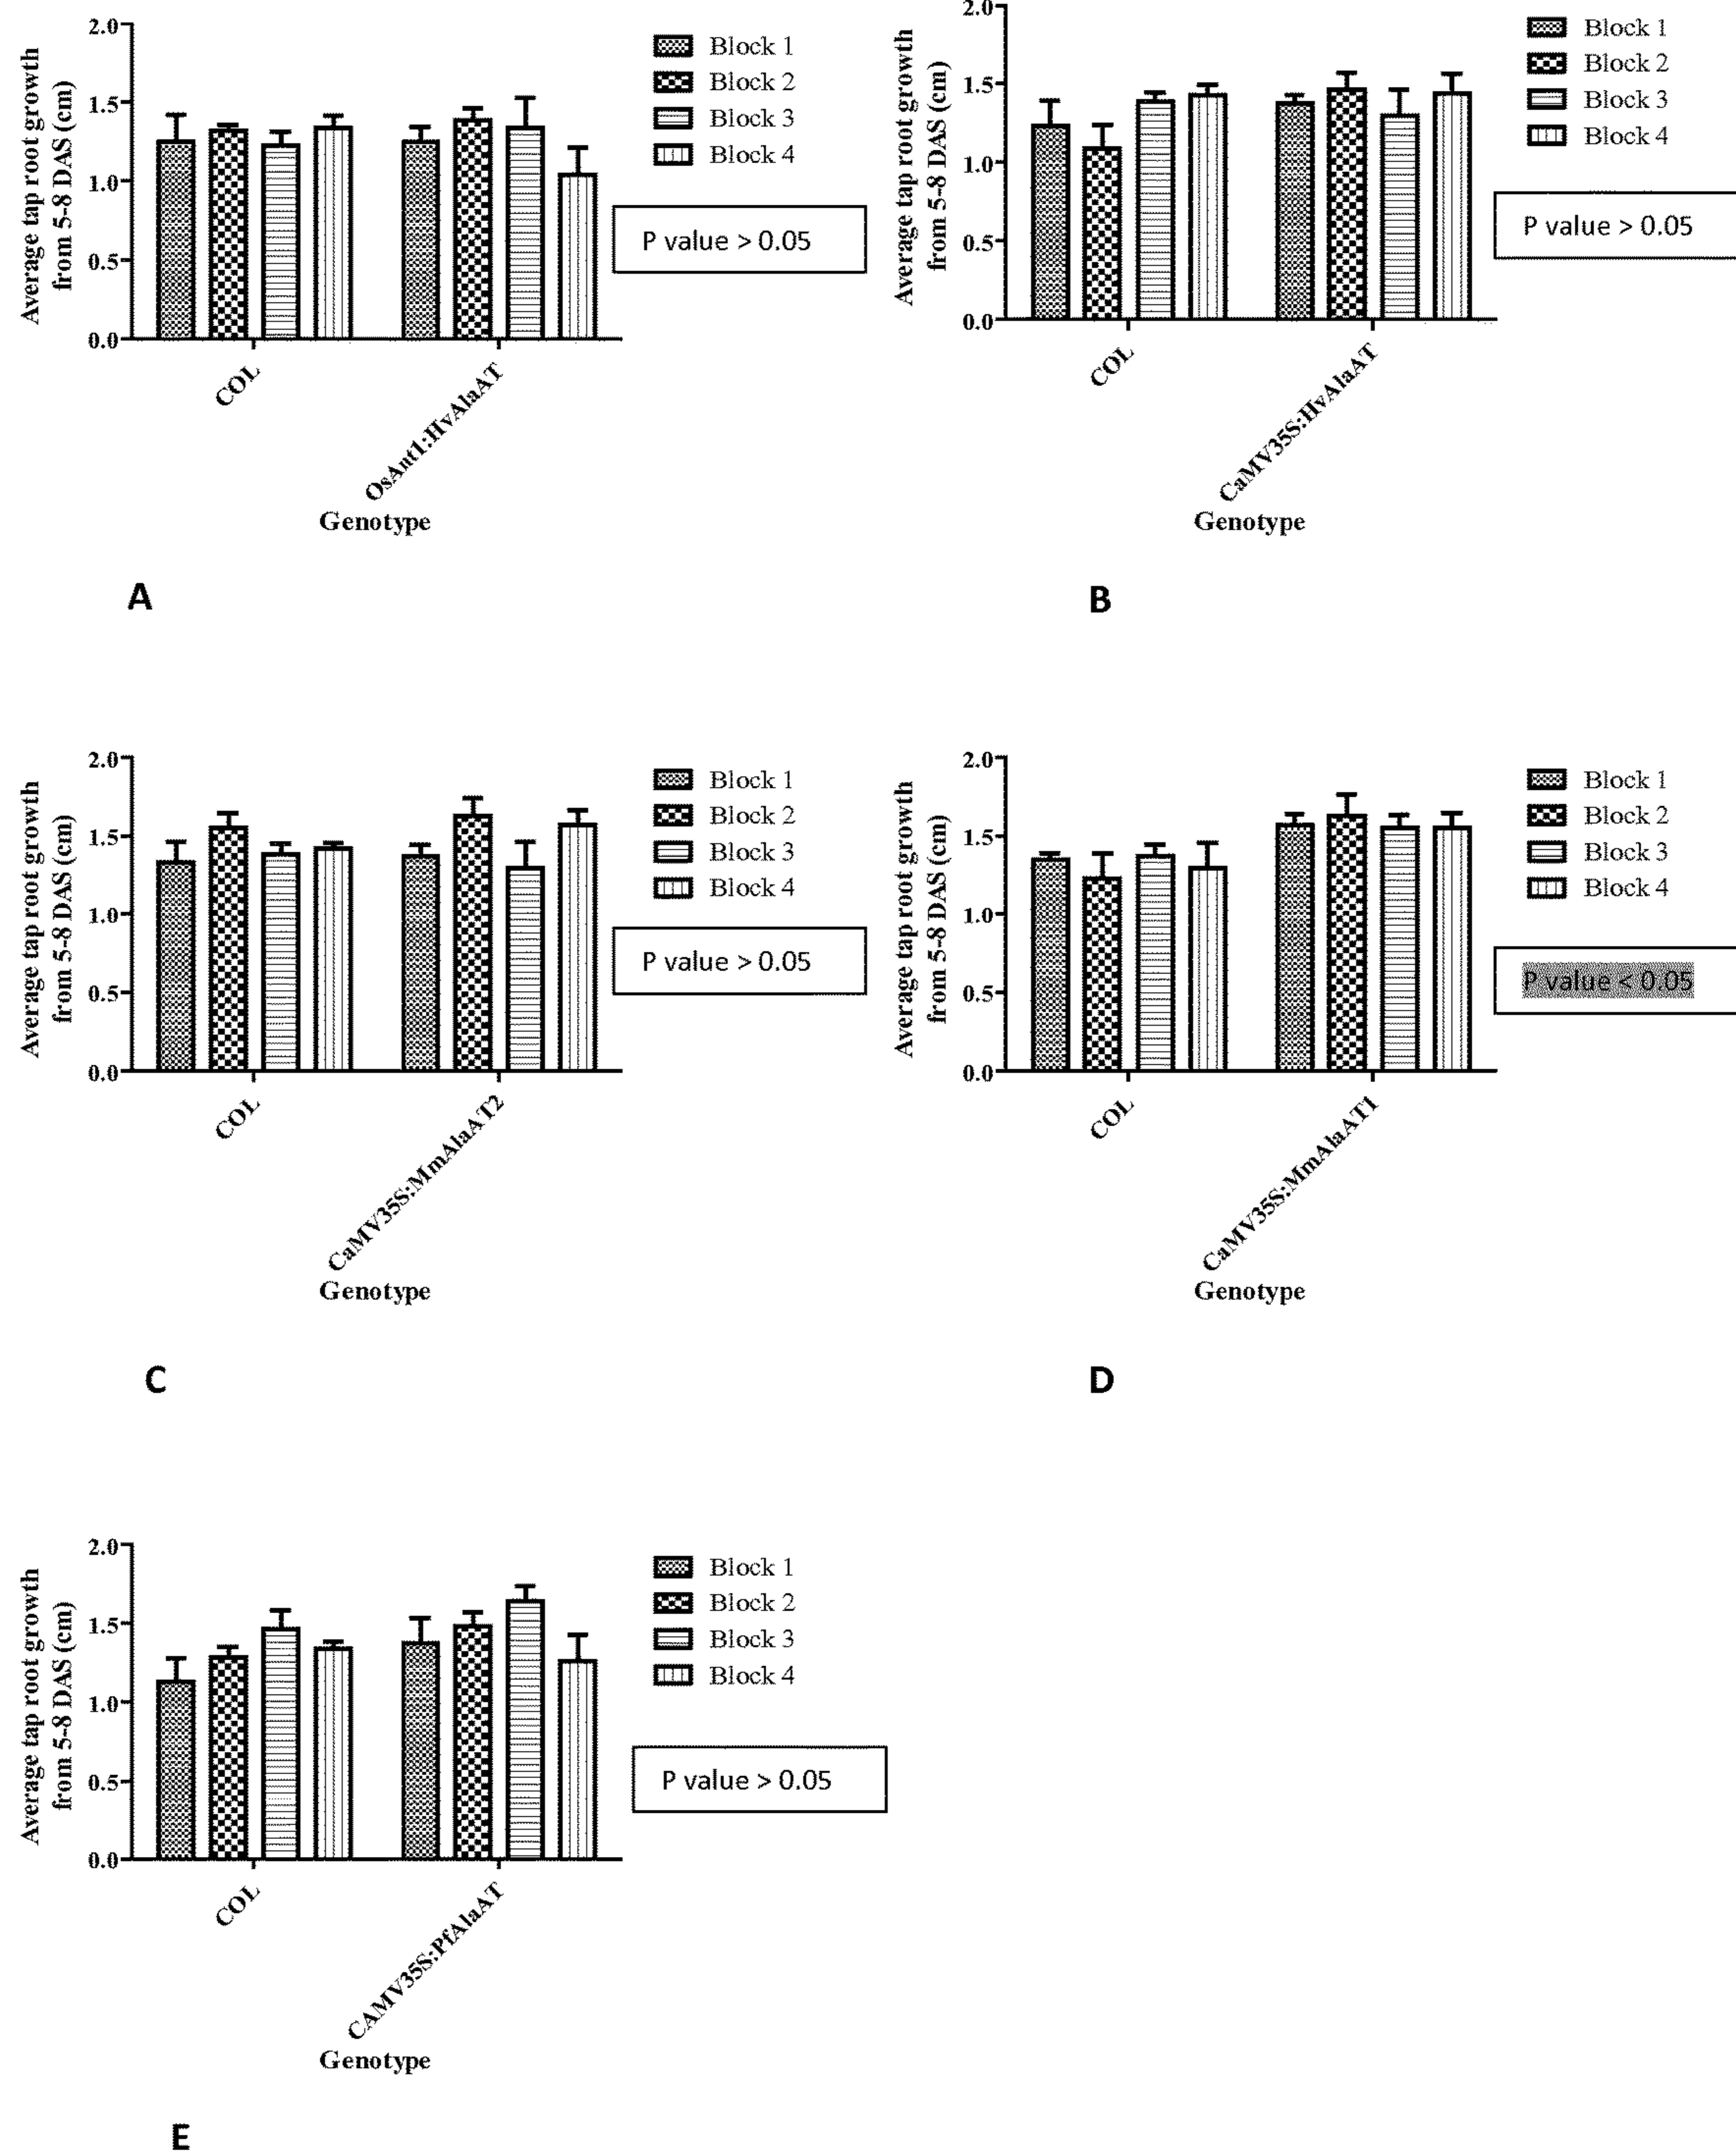 Average tap root growth
from 5-8 DAS (cm)
2.0
1.5
1.0
0.5
0.0
Block 1
Block 2
Block 3
Block 4
P value > 0.05
COL
OsAnt1:HvAlaAT
Genotype
A
Average tap root growth
from 5-8 DAS (cm)
2.0
1.5
1.0
0.5
0.0
Block 1
Block 2
Block 3
Block 4
P value > 0.05
COL
CaMV35S:HvAlaAT
Genotype
B
Average tap root growth
from 5-8 DAS (cm)
2.0
1.5
1.0
0.5
0.0
Block 1
Block 2
Block 3
Block 4
P value > 0.05
COL
CaMV35S:MmAlaAT2
Genotype
C
Average tap root growth
from 5-8 DAS (cm)
2.0
1.5
1.0
0.5
0.0
Block 1
Block 2
Block 3
Block 4
P value < 0.05
COL
CaMV35S:MmAlaAT1
Genotype
D
Average tap root growth
from 5-8 DAS (cm)
2.0
1.5
1.0
0.5
0.0
Block 1
Block 2
Block 3
Block 4
P value > 0.05
COL
CAMV35S:PfAlaAT
Genotype
E